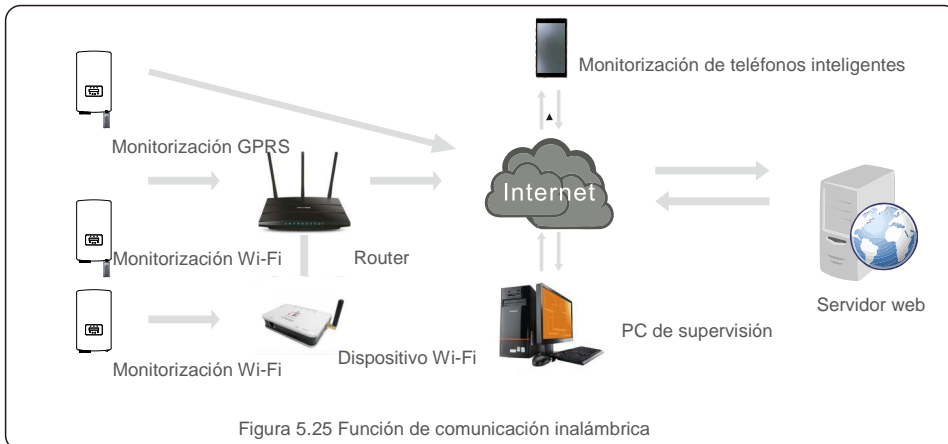 Monitorización de teléfonos inteligentes
Monitorización GPRS
Internet
Monitorización Wi-Fi
Router
Servidor web
PC de supervisión
Dispositivo Wi-Fi
Monitorización Wi-Fi
Figura 5.25 Función de comunicación inalámbrica